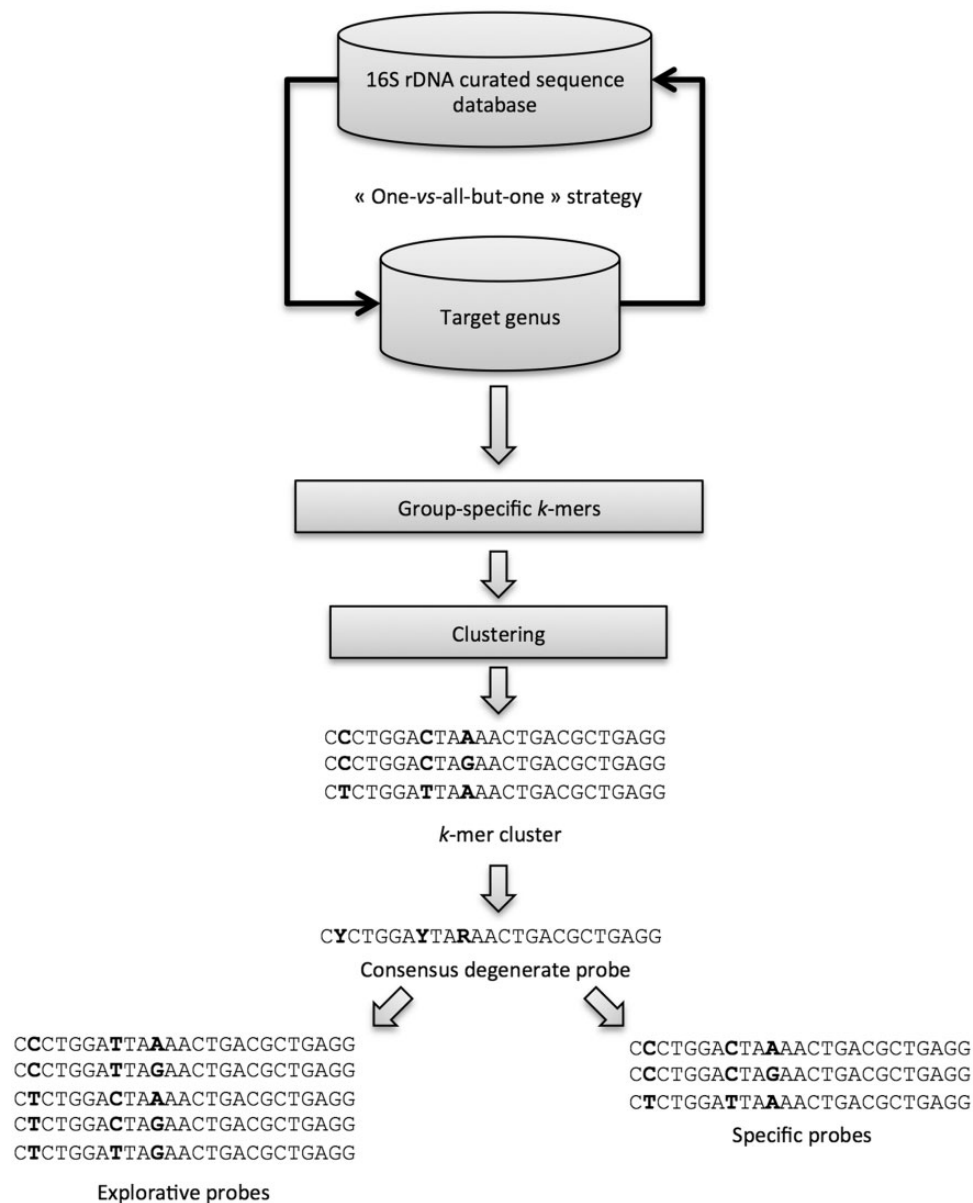 16S rDNA curated sequence
database
« One-vs-all-but-one » strategy
Target genus
Group-specific k-mers
Clustering
CCCTGGACTAAAACTGACGCTGAGG
CCCTGGACTAGAACTGACGCTGAGG
CTCTGGATTAAAACTGACGCTGAGG
k-mer cluster
CYCTGGAYTARAACTGACGCTGAGG
Consensus degenerate probe
CCCTGGATTAAAACTGACGCTGAGG
CCCTGGATTAGAACTGACGCTGAGG
CTCTGGACTAAAACTGACGCTGAGG
CTCTGGACTAGAACTGACGCTGAGG
CTCTGGATTAGAACTGACGCTGAGG
Explorative probes
CCCTGGACTAAAACTGACGCTGAGG
CCCTGGACTAGAACTGACGCTGAGG
CTCTGGATTAAAACTGACGCTGAGG
Specific probes